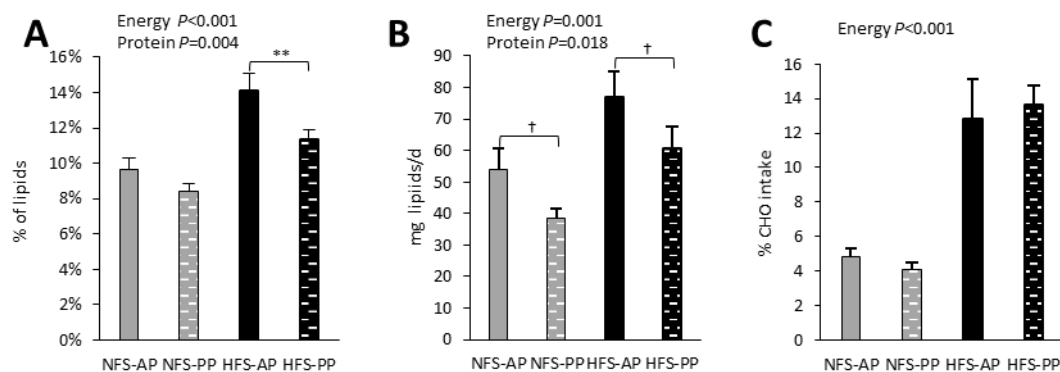 A
Energy P<0.001
Protein P=0.004
**
% of lipids
16%
14%
12%
10%
8%
6%
4%
2%
0%
NFS-AP NFS-PP HFS-AP HFS-PP
B
Energy P=0.001
Protein P=0.018
†
†
mg lipiids/d
90
80
70
60
50
40
30
20
10
0
NFS-AP NFS-PP HFS-AP HFS-PP
C
Energy P<0.001
% CHO intake
16
14
12
10
8
6
4
2
0
NFS-AP NFS-PP HFS-AP HFS-PP